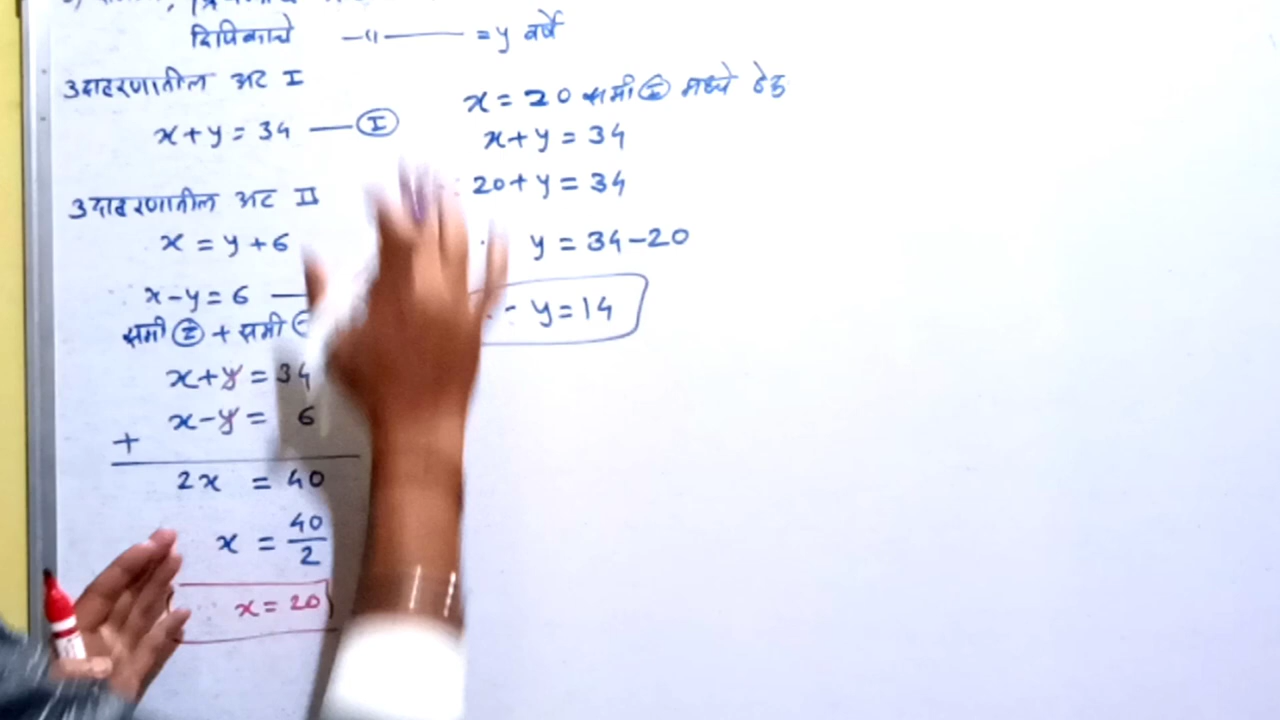 दिपिकाचे —〃—— = y वर्षे
उदाहरणातील अट I
x+y = 34 — Ⓘ
उदाहरणातील अट II
x = y + 6
x-y = 6 —
समी Ⓘ + समी
x+y = 34
x-y = 6
+
2x = 40
x = 40/2
x = 20
x = 20 समी Ⓘ मध्ये ठेऊ
x+y = 34
20+y = 34
y = 34-20
y = 14